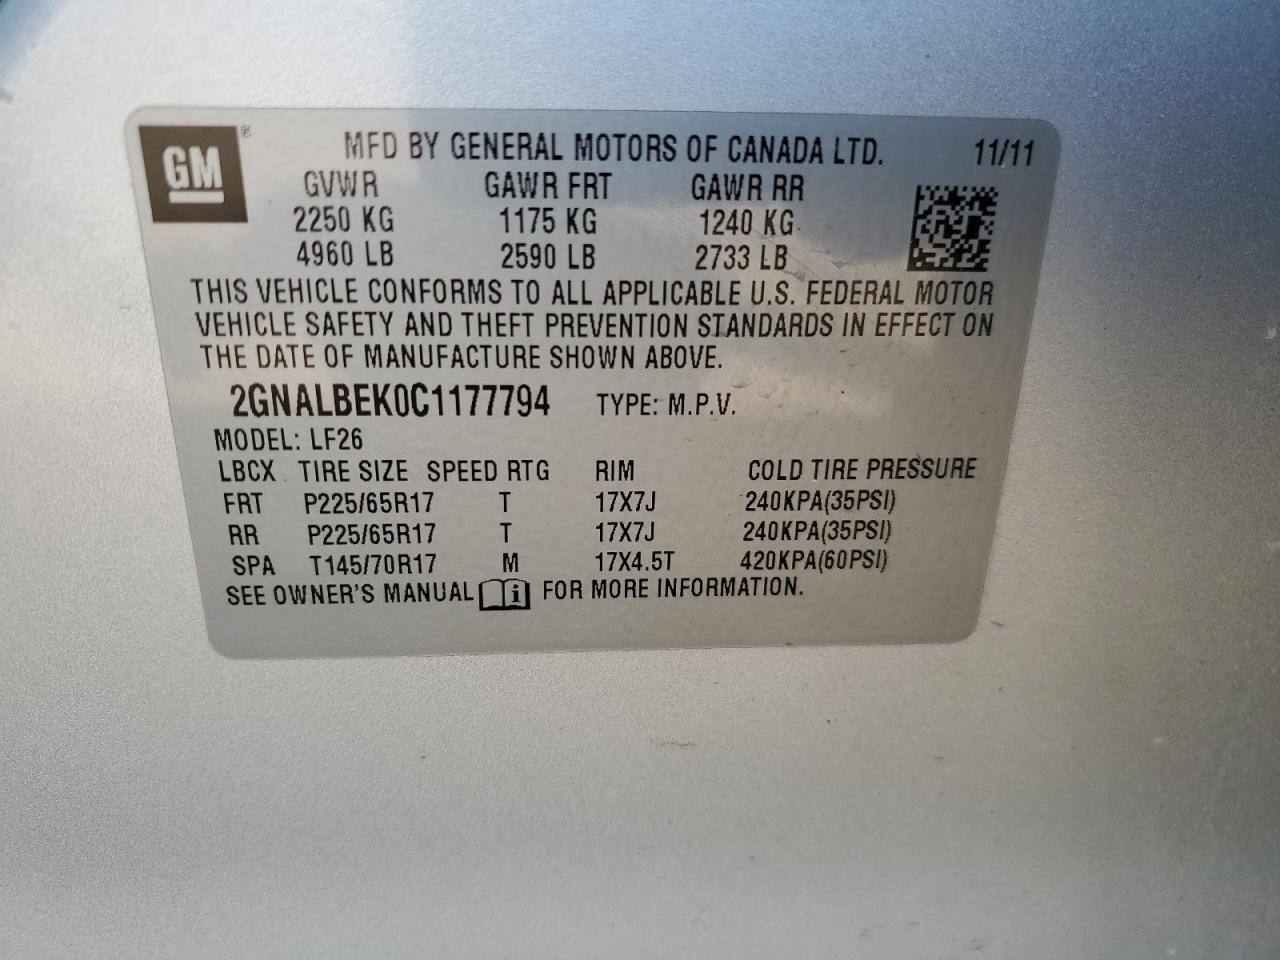 GM ® MFD BY GENERAL MOTORS OF CANADA LTD. 11/11
GVWR GAWR FRT GAWR RR
2250 KG 1175 KG 1240 KG
4960 LB 2590 LB 2733 LB
THIS VEHICLE CONFORMS TO ALL APPLICABLE U.S. FEDERAL MOTOR
VEHICLE SAFETY AND THEFT PREVENTION STANDARDS IN EFFECT ON
THE DATE OF MANUFACTURE SHOWN ABOVE.
2GNALBEK0C1177794 TYPE: M.P.V.
MODEL: LF26
LBCX TIRE SIZE SPEED RTG RIM COLD TIRE PRESSURE
FRT P225/65R17 T 17X7J 240KPA(35PSI)
RR P225/65R17 T 17X7J 240KPA(35PSI)
SPA T145/70R17 M 17X4.5T 420KPA(60PSI)
SEE OWNER'S MANUAL i FOR MORE INFORMATION.